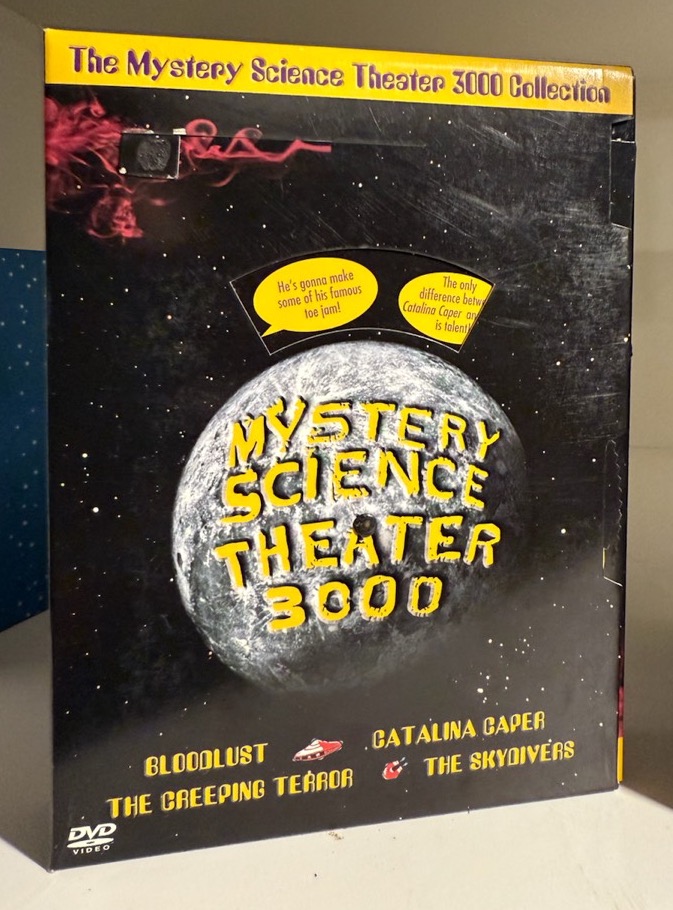 The Mystery Science Theater 3000 Collection
He's gonna make
some of his famous
toe jam!
The only
difference
Catalina Caper
is talent
MYSTERY
SCIENCE
THEATER
3000
BLOODLUST
CATALINA CAPER
THE CREEPING TERROR
THE SKYDIVERS
DVD
VIDEO